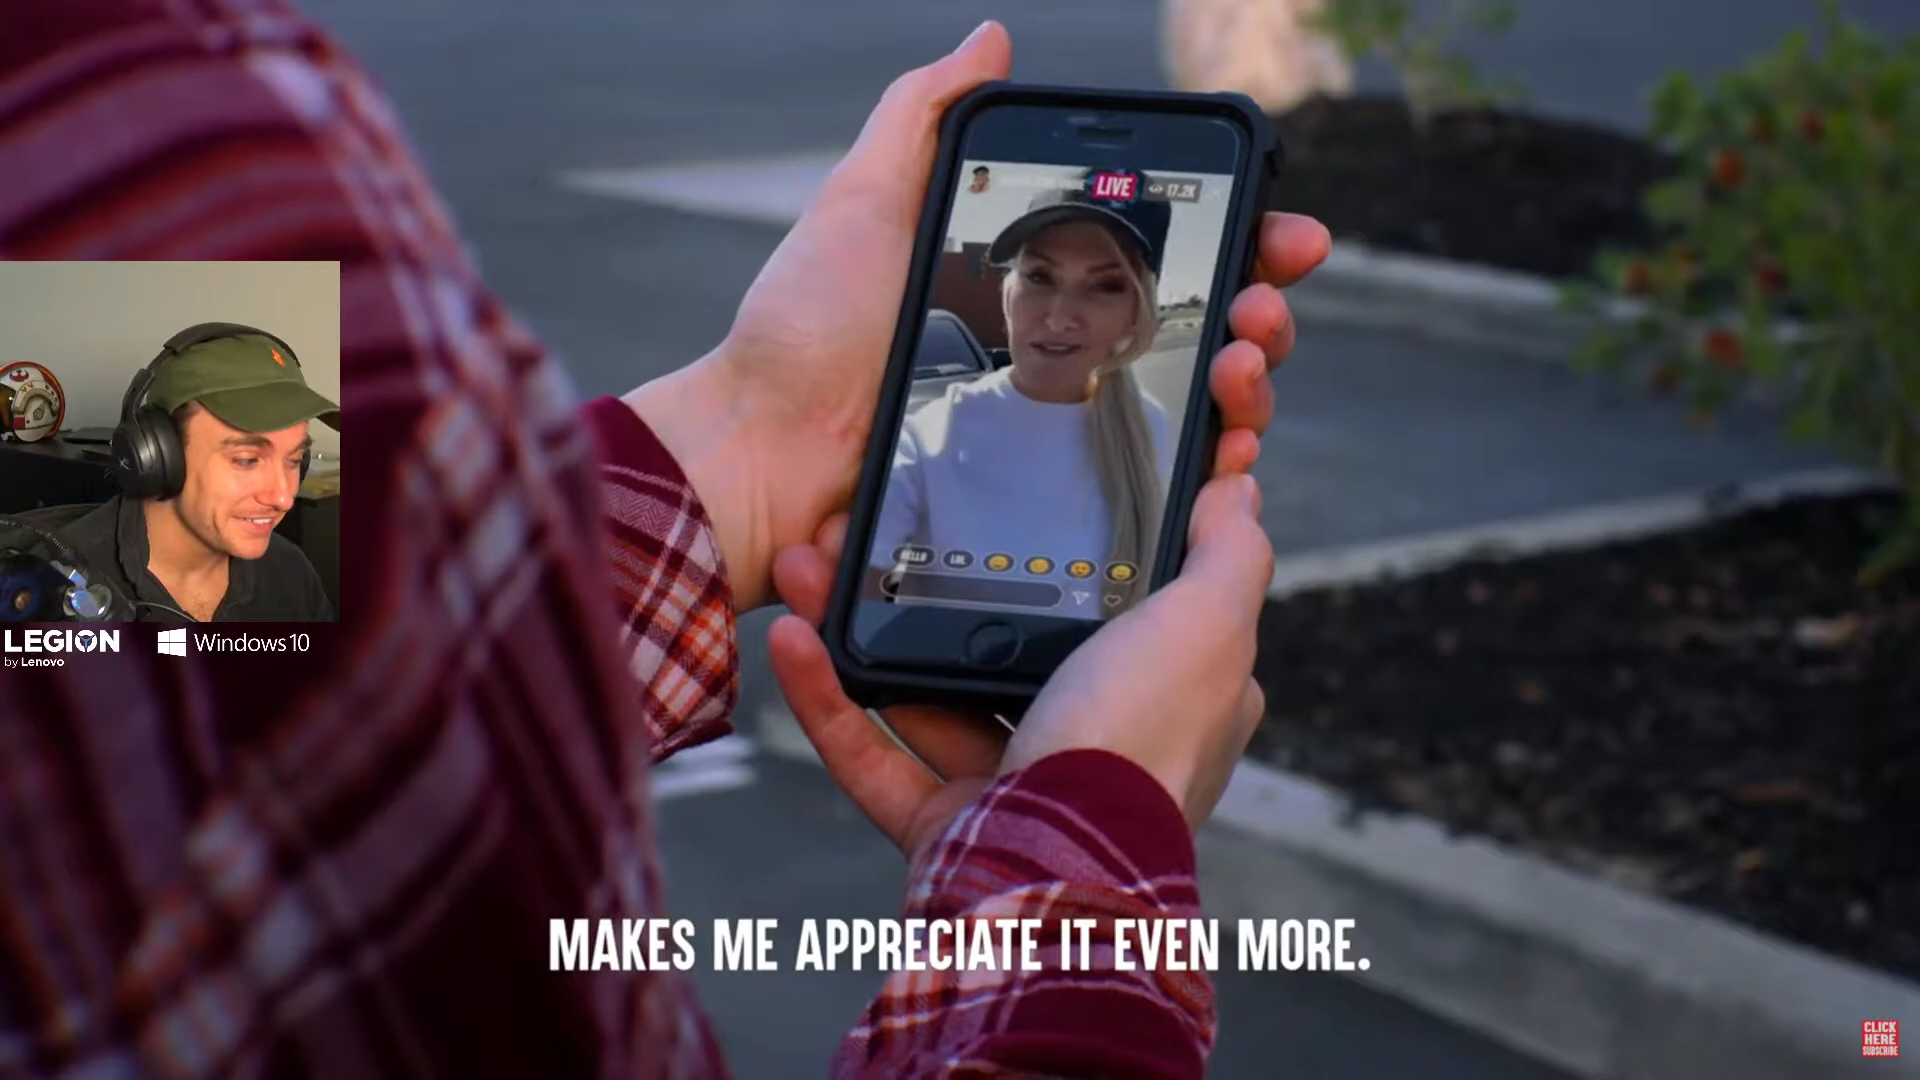 LIVE
17.2K
HELLO
LOL
LEGION
by Lenovo
Windows 10
MAKES ME APPRECIATE IT EVEN MORE.
CLICK
HERE
SUBSCRIBE